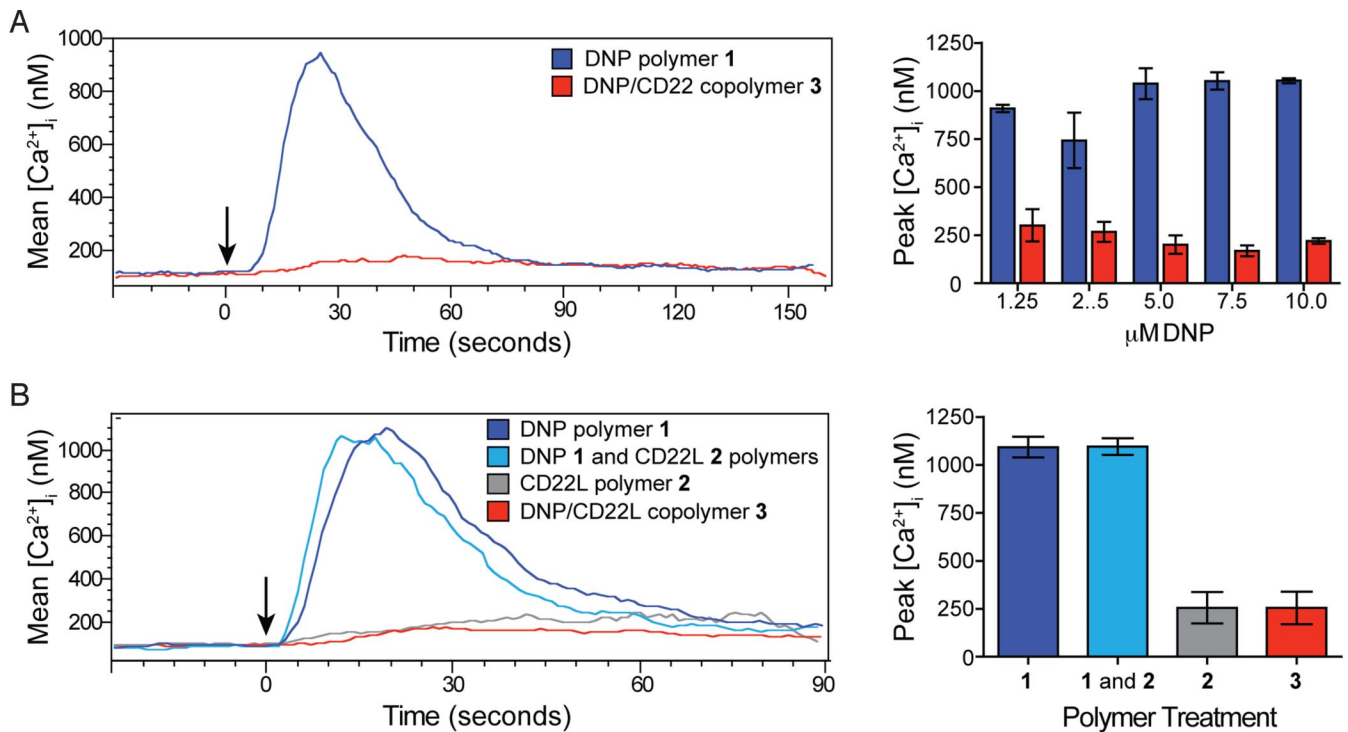 A
Mean [Ca²⁺]ᵢ (nM)
1000
800
600
400
200
DNP polymer 1
DNP/CD22 copolymer 3
0 30 60 90 120 150
Time (seconds)
Peak [Ca²⁺]ᵢ (nM)
1250
1000
750
500
250
0
1.25 2..5 5.0 7.5 10.0
μM DNP
B
Mean [Ca²⁺]ᵢ (nM)
1000
800
600
400
200
DNP polymer 1
DNP 1 and CD22L 2 polymers
CD22L polymer 2
DNP/CD22L copolymer 3
0 30 60 90
Time (seconds)
Peak [Ca²⁺]ᵢ (nM)
1250
1000
750
500
250
0
1 1 and 2 2 3
Polymer Treatment